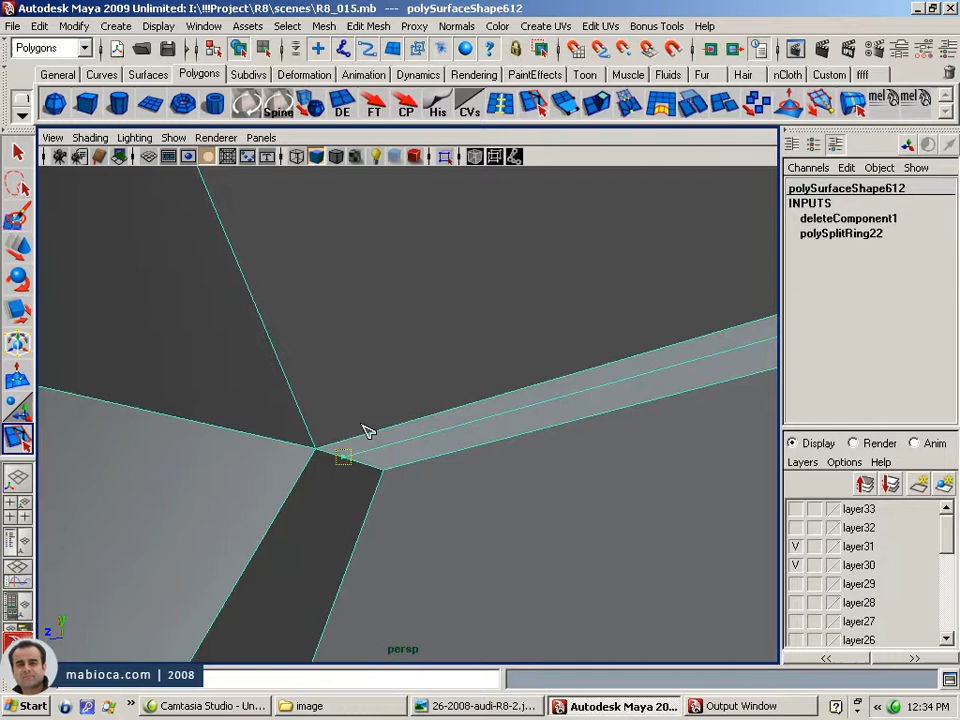 Autodesk Maya 2009 Unlimited: I:\!!!Project\R8\scenes\R8_015.mb --- polySurfaceShape612
File Edit Modify Create Display Window Assets Select Mesh Edit Mesh Proxy Normals Color Create UVs Edit UVs Bonus Tools Help
Polygons
General Curves Surfaces Polygons Subdivs Deformation Animation Dynamics Rendering PaintEffects Toon Muscle Fluids Fur Hair nCloth Custom ffff
Spine DE FT CP His CVs mel mel
View Shading Lighting Show Renderer Panels
Channels Edit Object Show
polySurfaceShape612
INPUTS
deleteComponent1
polySplitRing22
Display Render Anim
Layers Options Help
layer33
layer32
V layer31
V layer30
layer29
layer28
layer27
layer26
y
z
persp
mabioca.com | 2008
Start Camtasia Studio - Un... image 26-2008-audi-R8-2.j... Autodesk Maya 20... Output Window 12:34 PM